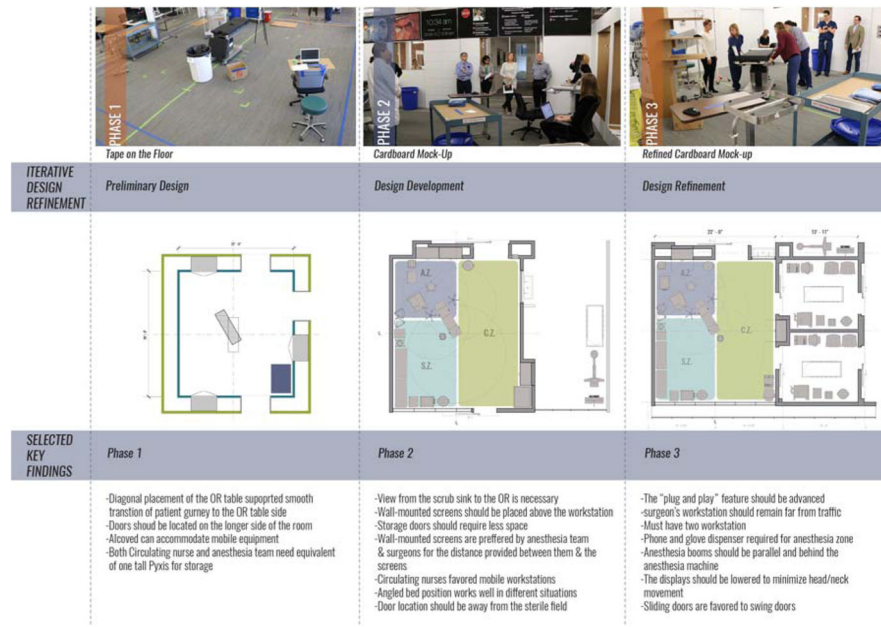 PHASE 1
PHASE 2
PHASE 3
Tape on the Floor
Cardboard Mock-Up
Refined Cardboard Mock-up
ITERATIVE
DESIGN
REFINEMENT
Preliminary Design
Design Development
Design Refinement
A.Z.
C.Z.
S.Z.
A.Z.
C.Z.
S.Z.
SELECTED
KEY
FINDINGS
Phase 1
Phase 2
Phase 3
-Diagonal placement of the OR table supoprted smooth
transtion of patient gurney to the OR table side
-Doors shoud be located on the longer side of the room
-Alcoved can accommodate mobile equipment
-Both Circulating nurse and anesthesia team need equivalent
of one tall Pyxis for storage
-View from the scrub sink to the OR is necessary
-Wall-mounted screens should be placed above the workstation
-Storage doors should require less space
-Wall-mounted screens are preffered by anesthesia team
& surgeons for the distance provided between them & the
screens
-Circulating nurses favored mobile workstations
-Angled bed position works well in different situations
-Door location should be away from the sterile field
-The "plug and play" feature should be advanced
-surgeon's workstation should remain far from traffic
-Must have two workstation
-Phone and glove dispenser required for anesthesia zone
-Anesthesia booms should be parallel and behind the
anesthesia machine
-The displays should be lowered to minimize head/neck
movement
-Sliding doors are favored to swing doors